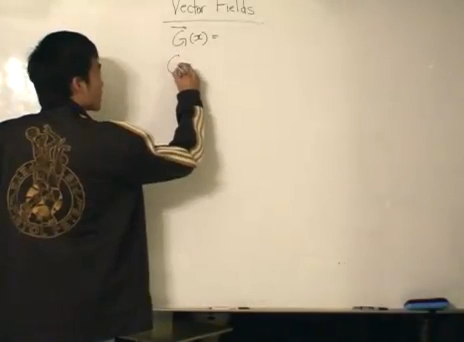 Vector Fields
G⃗(x) =
G